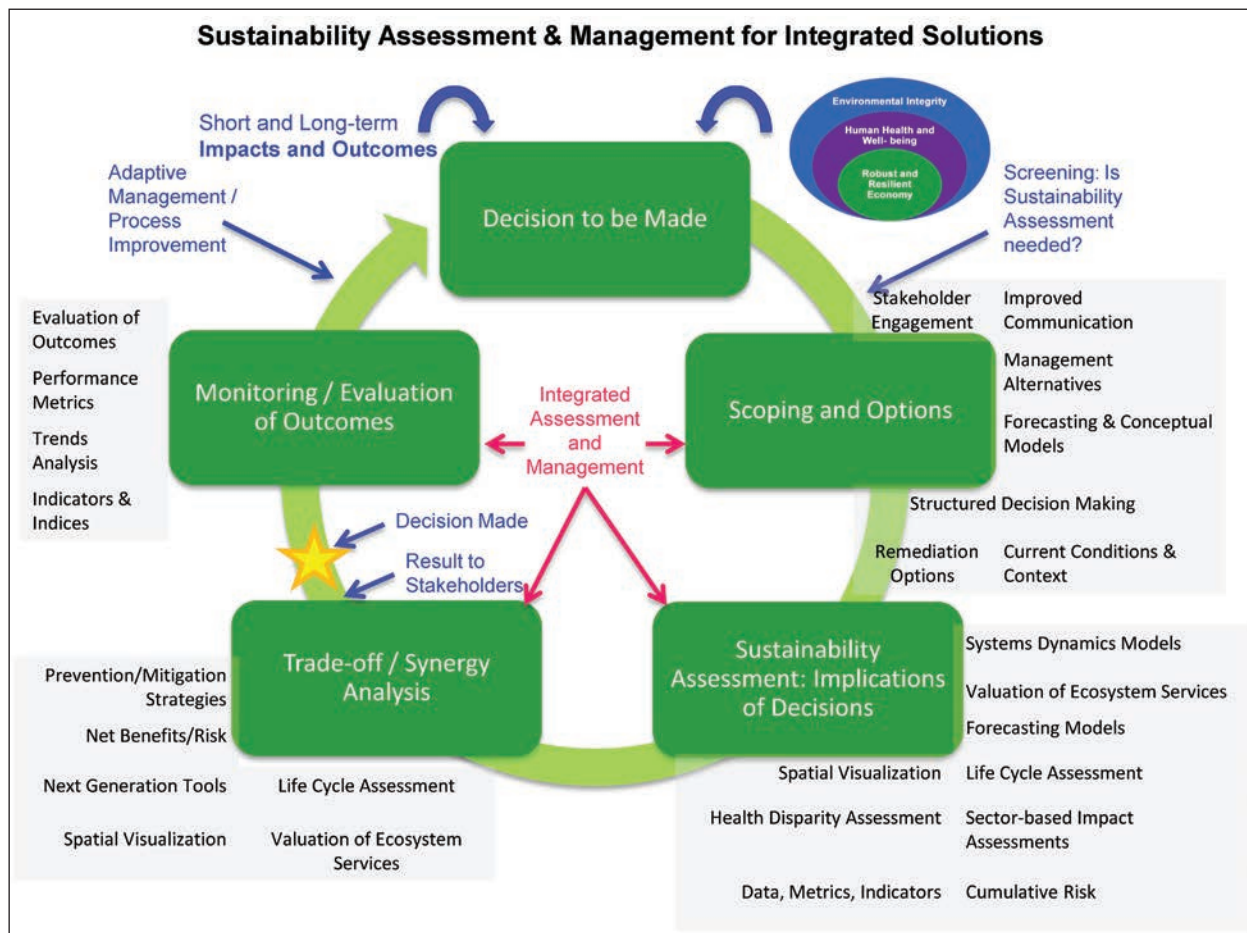 Sustainability Assessment & Management for Integrated Solutions
Short and Long-term
Impacts and Outcomes
Environmental Integrity
Human Health and
Well- being
Robust and
Resilient
Economy
Adaptive
Management /
Process
Improvement
Decision to be Made
Screening: Is
Sustainability
Assessment
needed?
Stakeholder
Engagement
Improved
Communication
Management
Alternatives
Forecasting & Conceptual
Models
Structured Decision Making
Remediation
Options
Current Conditions &
Context
Scoping and Options
Evaluation of
Outcomes
Performance
Metrics
Trends
Analysis
Indicators &
Indices
Monitoring / Evaluation
of Outcomes
Integrated
Assessment
and
Management
Decision Made
Result to
Stakeholders
Trade-off / Synergy
Analysis
Prevention/Mitigation
Strategies
Net Benefits/Risk
Next Generation Tools
Life Cycle Assessment
Spatial Visualization
Valuation of Ecosystem
Services
Sustainability
Assessment: Implications
of Decisions
Systems Dynamics Models
Valuation of Ecosystem Services
Forecasting Models
Spatial Visualization
Life Cycle Assessment
Health Disparity Assessment
Sector-based Impact
Assessments
Data, Metrics, Indicators
Cumulative Risk